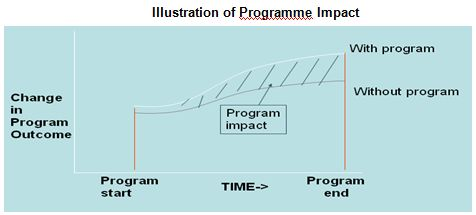 Illustration of Programme Impact
With program
Without program
Change
in
Program
Outcome
Program
impact
Program
start
TIME->
Program
end